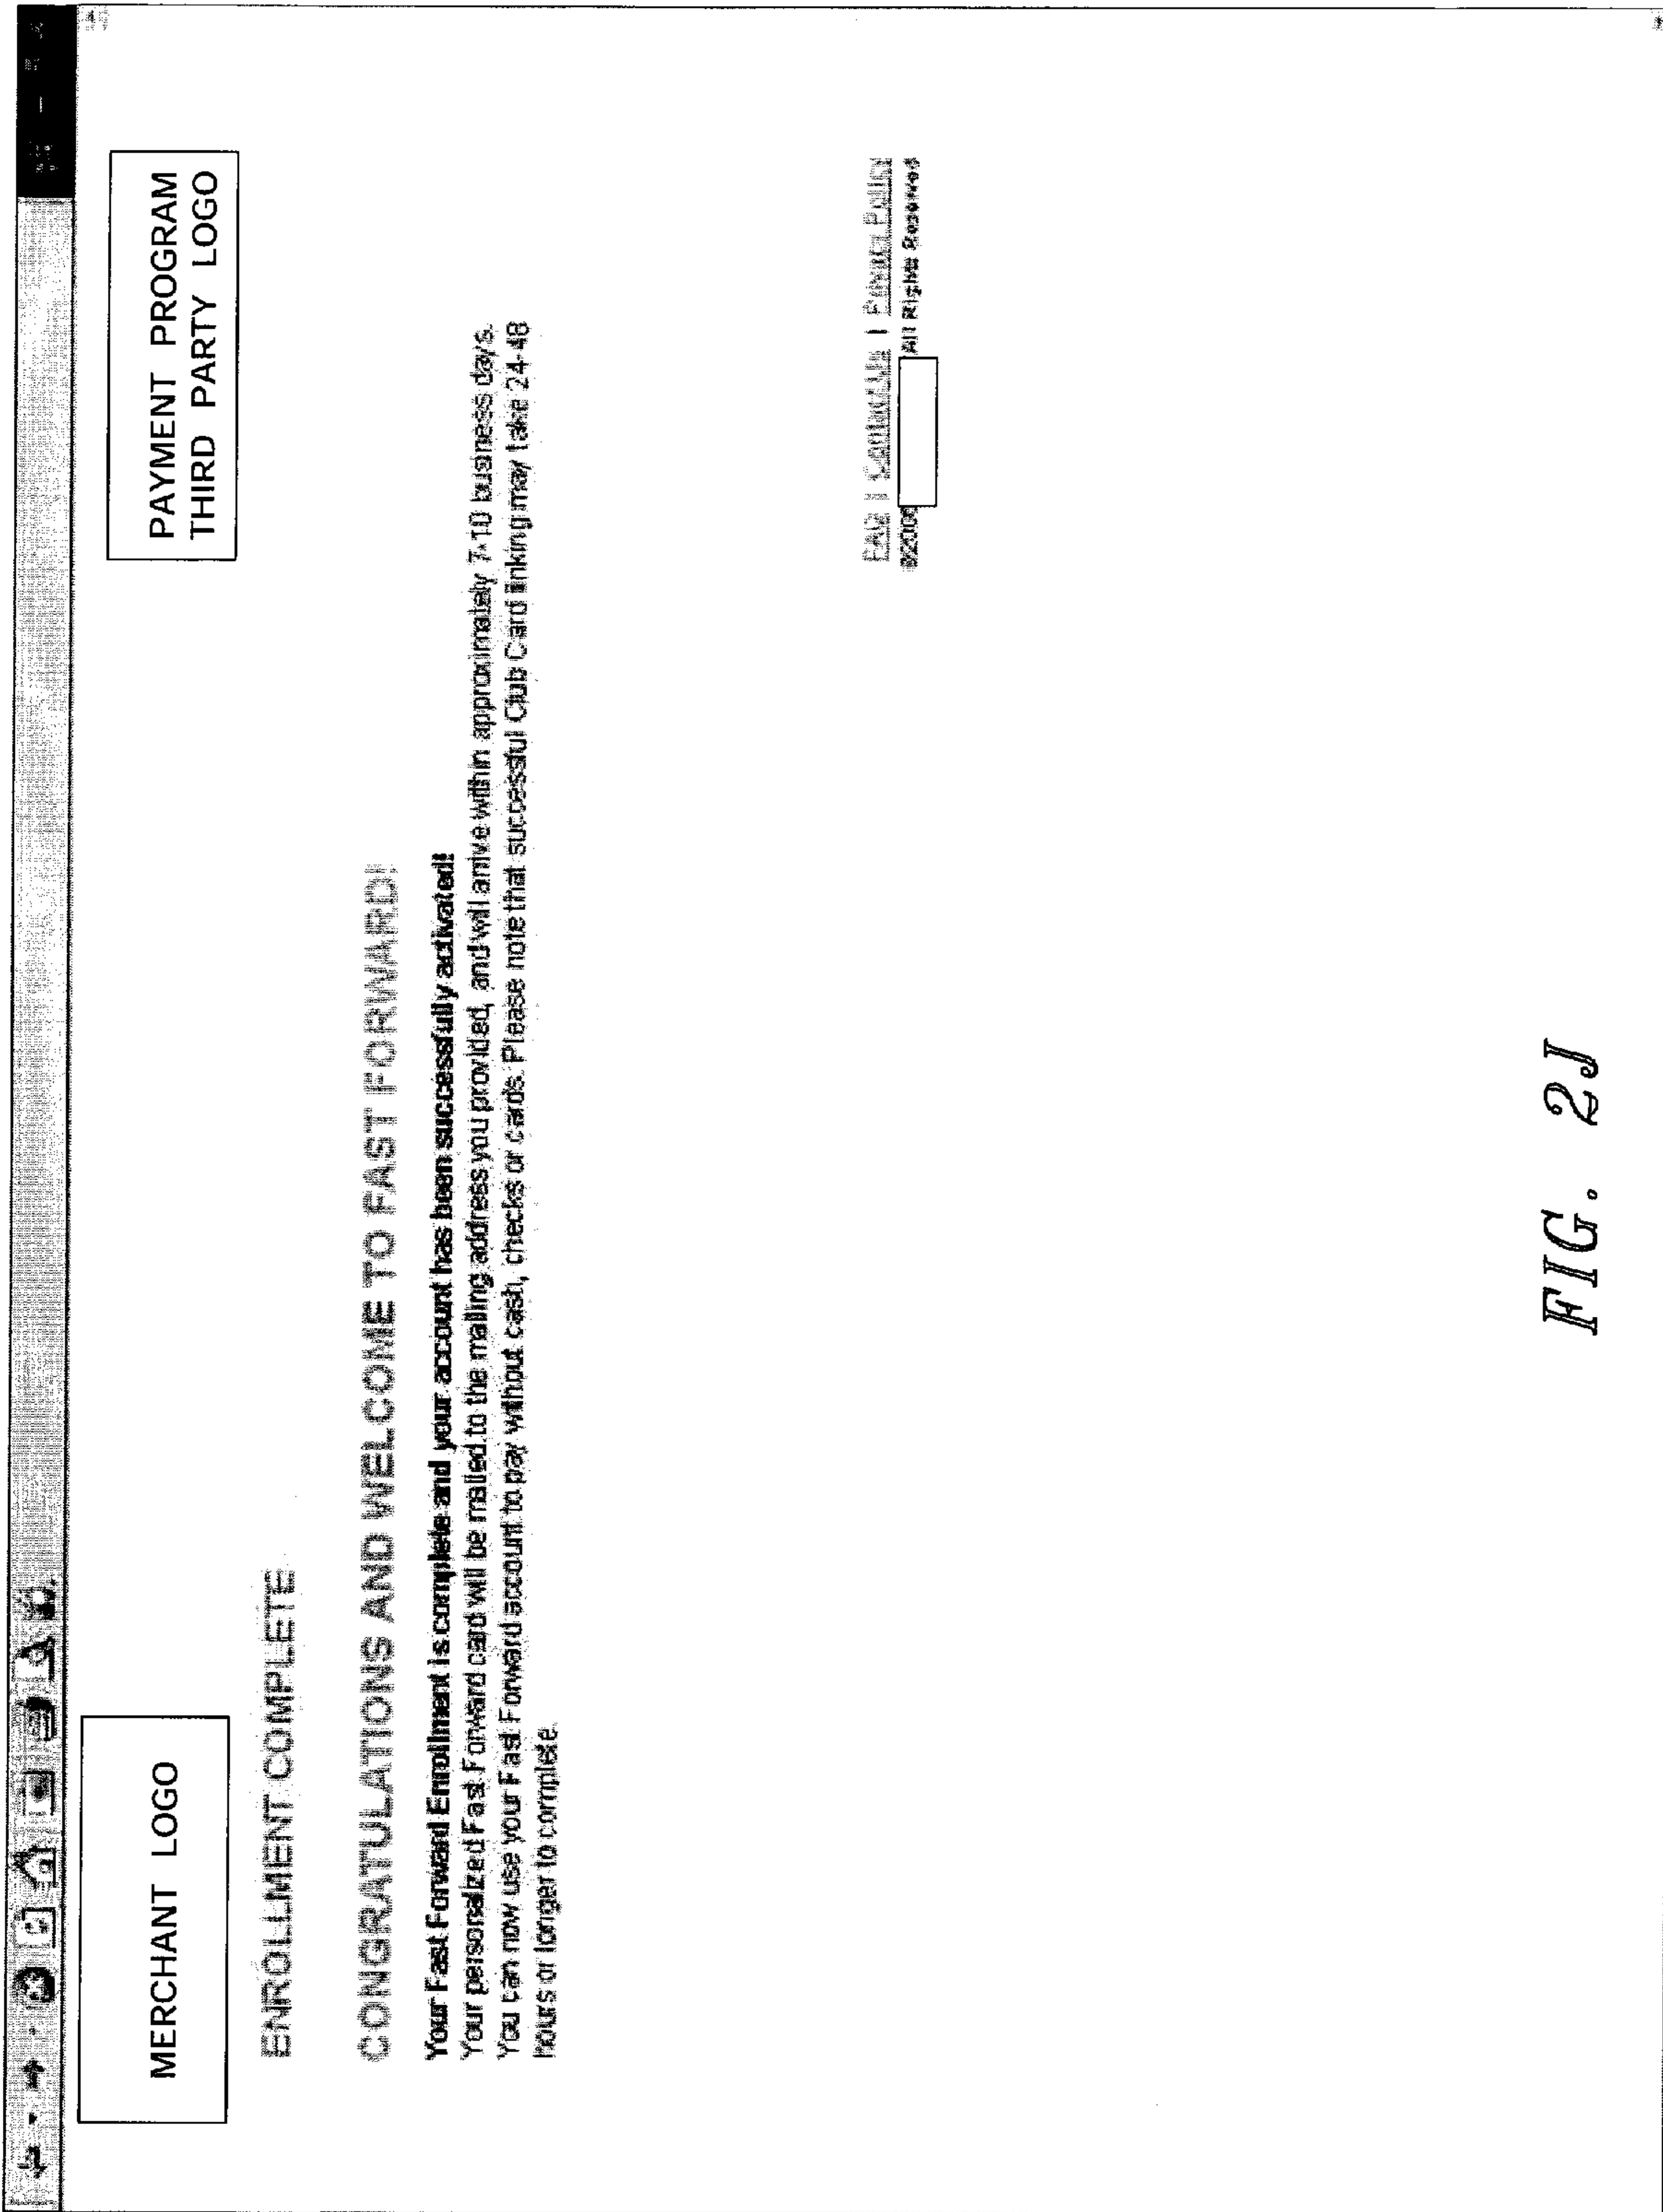 MERCHANT LOGO
PAYMENT PROGRAM
THIRD PARTY LOGO
ENROLLMENT COMPLETE
CONGRATULATIONS AND WELCOME TO FAST FORWARD!
Your Fast Forward Enrollment is complete and your account has been successfully activated!
Your personalized Fast Forward card will be mailed to the mailing address you provided, and will arrive within approximately 7-10 business days.
You can now use your Fast Forward account to pay without cash, checks or cards. Please note that successful Club Card linking may take 24-48
hours or longer to complete.
FAQ | Contact Us | Privacy Policy
All Rights Reserved
FIG. 2J